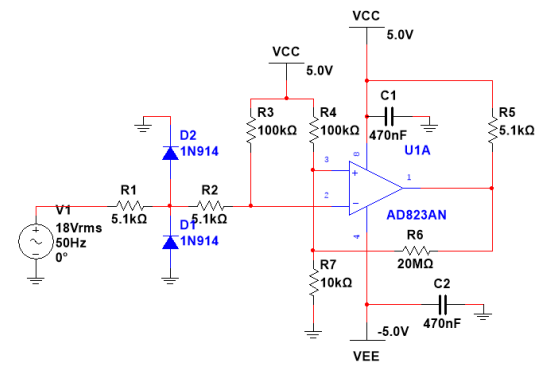 VCC
5.0V
VCC
5.0V
C1
470nF
R3
100kΩ
R4
100kΩ
R5
5.1kΩ
D2
1N914
U1A
8
3
1
2
4
AD823AN
R1
5.1kΩ
R2
5.1kΩ
V1
18Vrms
50Hz
0°
D1
1N914
R6
20MΩ
R7
10kΩ
C2
470nF
-5.0V
VEE